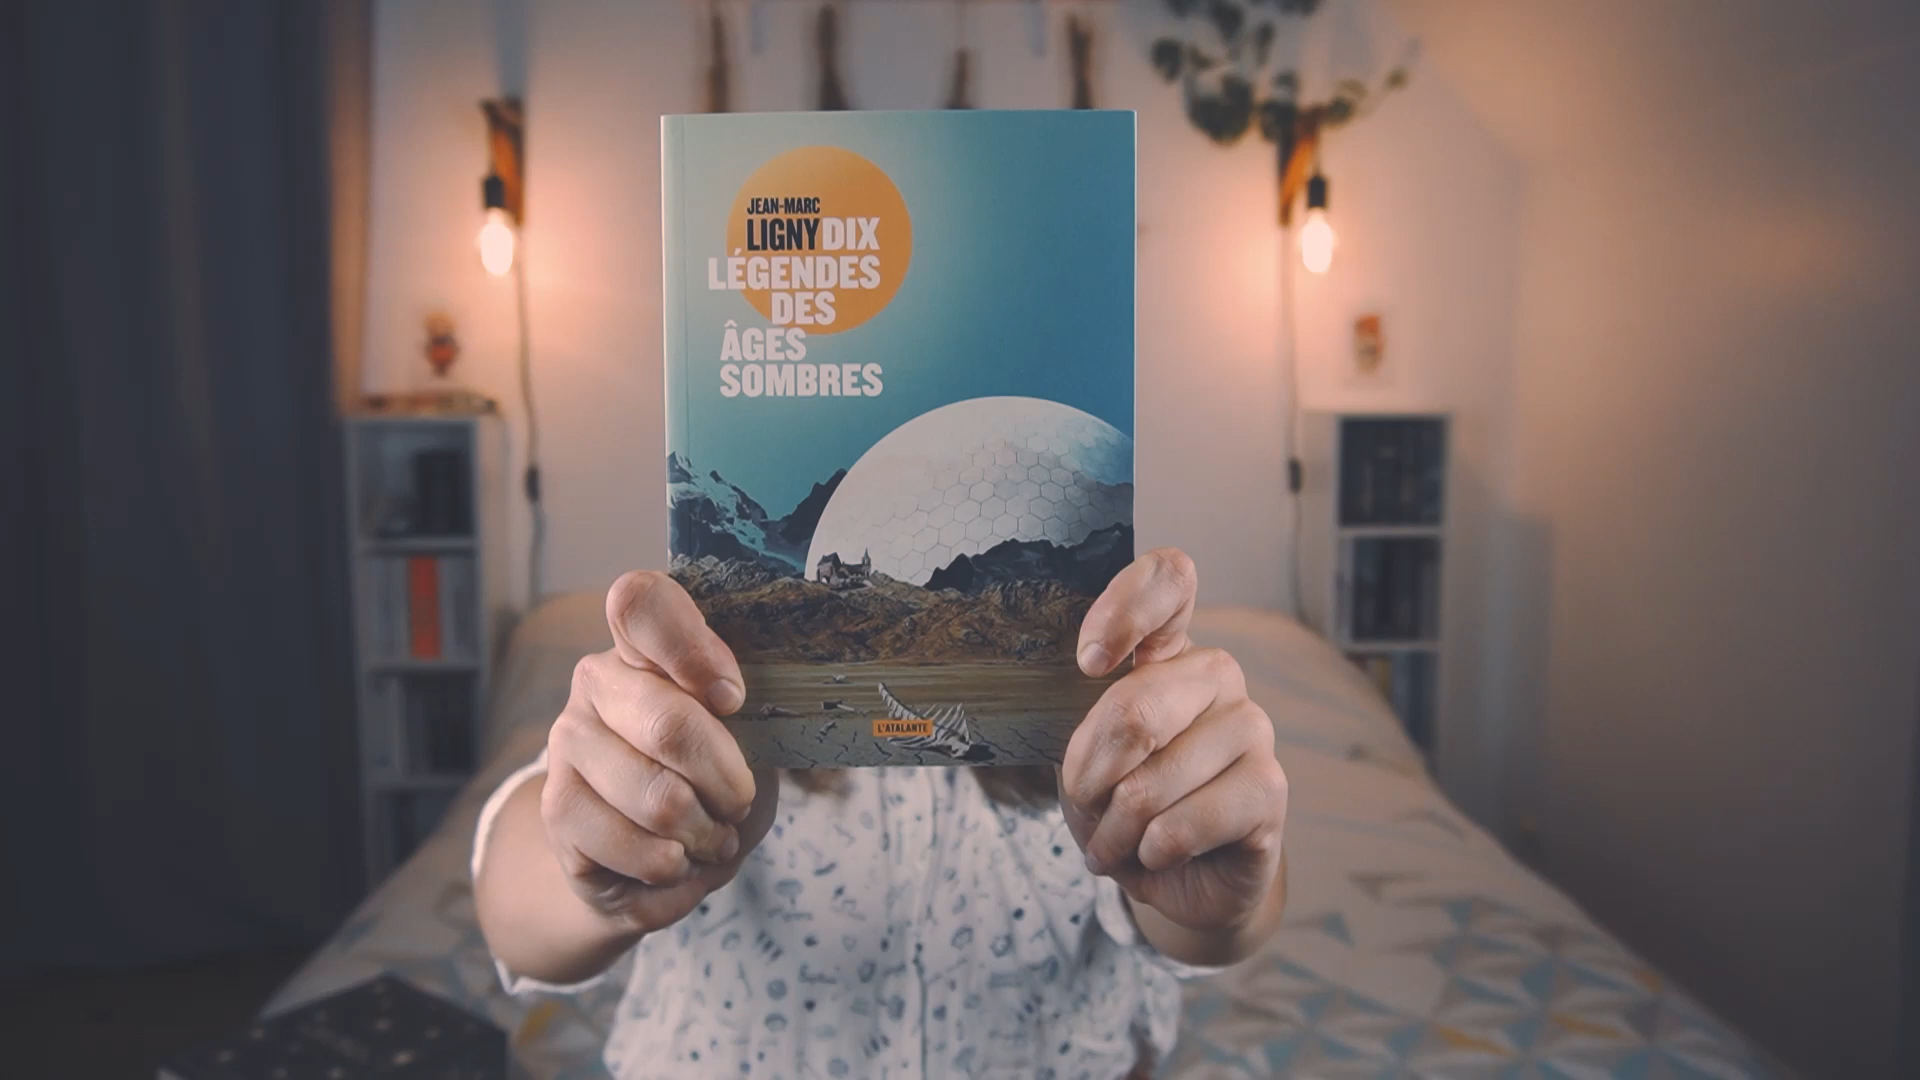 JEAN-MARC
LIGNY DIX
LÉGENDES
DES
ÂGES
SOMBRES
L'ATALANTE